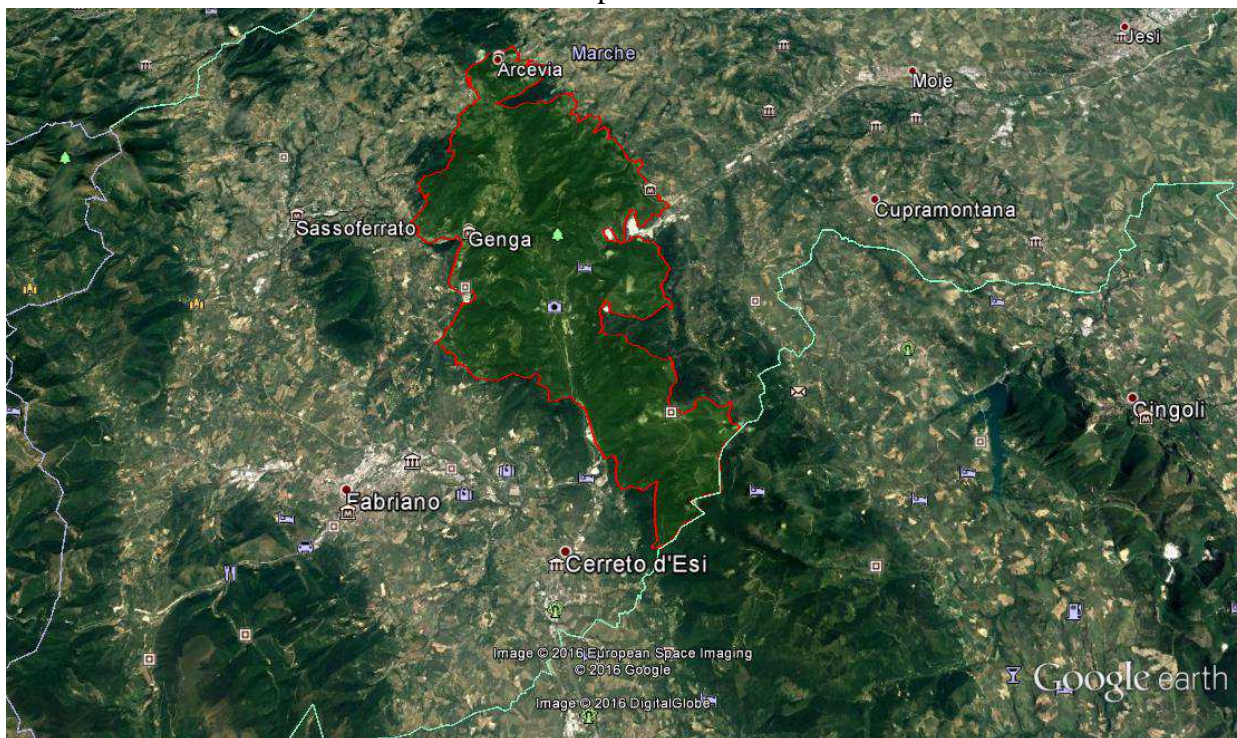 Marche
Jesi
Arcevia
Moie
Cupramontana
Sassoferrato
Genga
Cingoli
Fabriano
Cerreto d'Esi
Image © 2016 European Space Imaging
© 2016 Google
Google earth
Image © 2016 DigitalGlobe